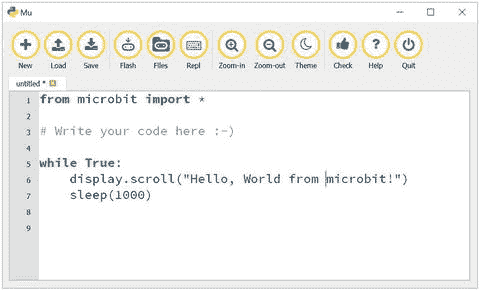 Mu
New Load Save Flash Files Repl Zoom-in Zoom-out Theme Check Help Quit
untitled *
1 from microbit import *
2
3 # Write your code here :-)
4
5 while True:
6     display.scroll("Hello, World from microbit!")
7     sleep(1000)
8
9